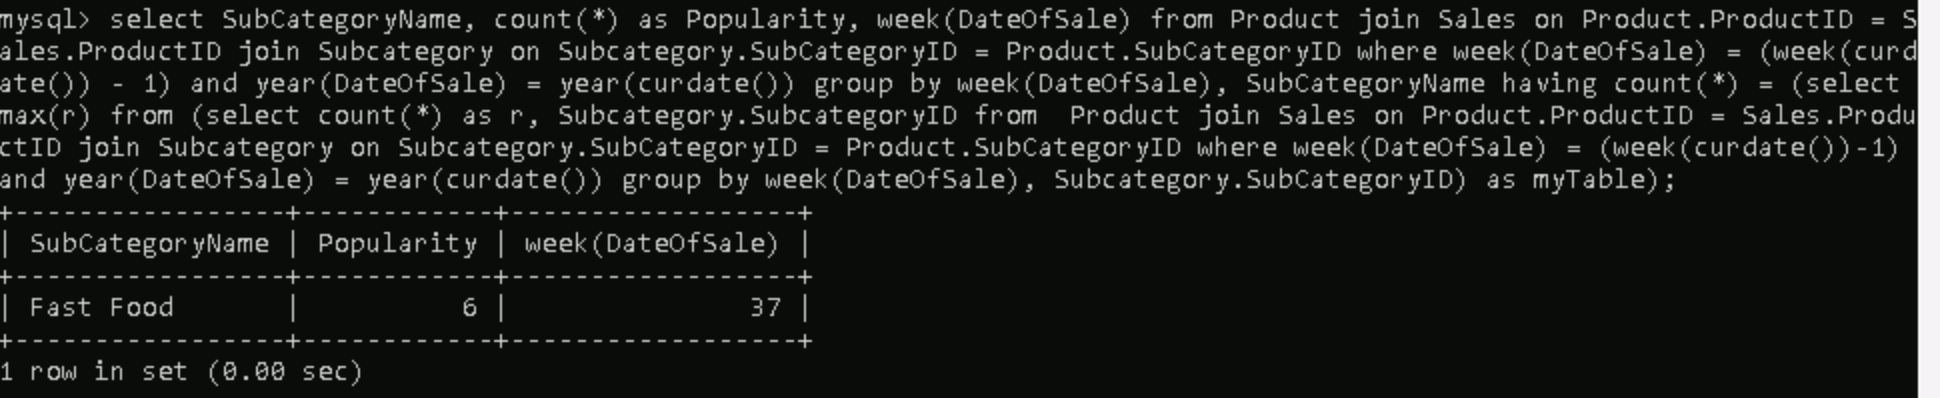 mysql> select SubCategoryName, count(*) as Popularity, week(DateOfSale) from Product join Sales on Product.ProductID = S
ales.ProductID join Subcategory on Subcategory.SubCategoryID = Product.SubCategoryID where week(DateOfSale) = (week(curd
ate()) - 1) and year(DateOfSale) = year(curdate()) group by week(DateOfSale), SubCategoryName having count(*) = (select
max(r) from (select count(*) as r, Subcategory.SubcategoryID from  Product join Sales on Product.ProductID = Sales.Produ
ctID join Subcategory on Subcategory.SubCategoryID = Product.SubCategoryID where week(DateOfSale) = (week(curdate())-1)
and year(DateOfSale) = year(curdate()) group by week(DateOfSale), Subcategory.SubCategoryID) as myTable);
+-----------------+------------+------------------+
| SubCategoryName | Popularity | week(DateOfSale) |
+-----------------+------------+------------------+
| Fast Food       |          6 |               37 |
+-----------------+------------+------------------+
1 row in set (0.00 sec)